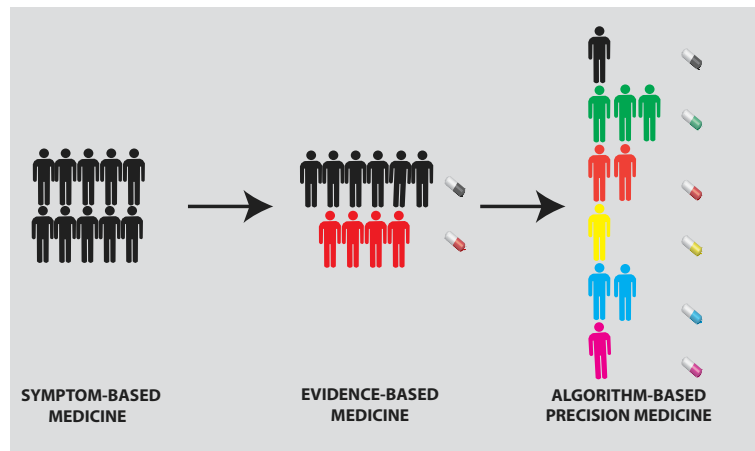 SYMPTOM-BASED
MEDICINE
EVIDENCE-BASED
MEDICINE
ALGORITHM-BASED
PRECISION MEDICINE